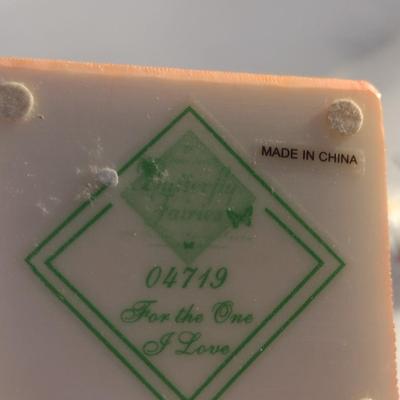 Butterfly
Fairies
MADE IN CHINA
04719
For the One
I Love